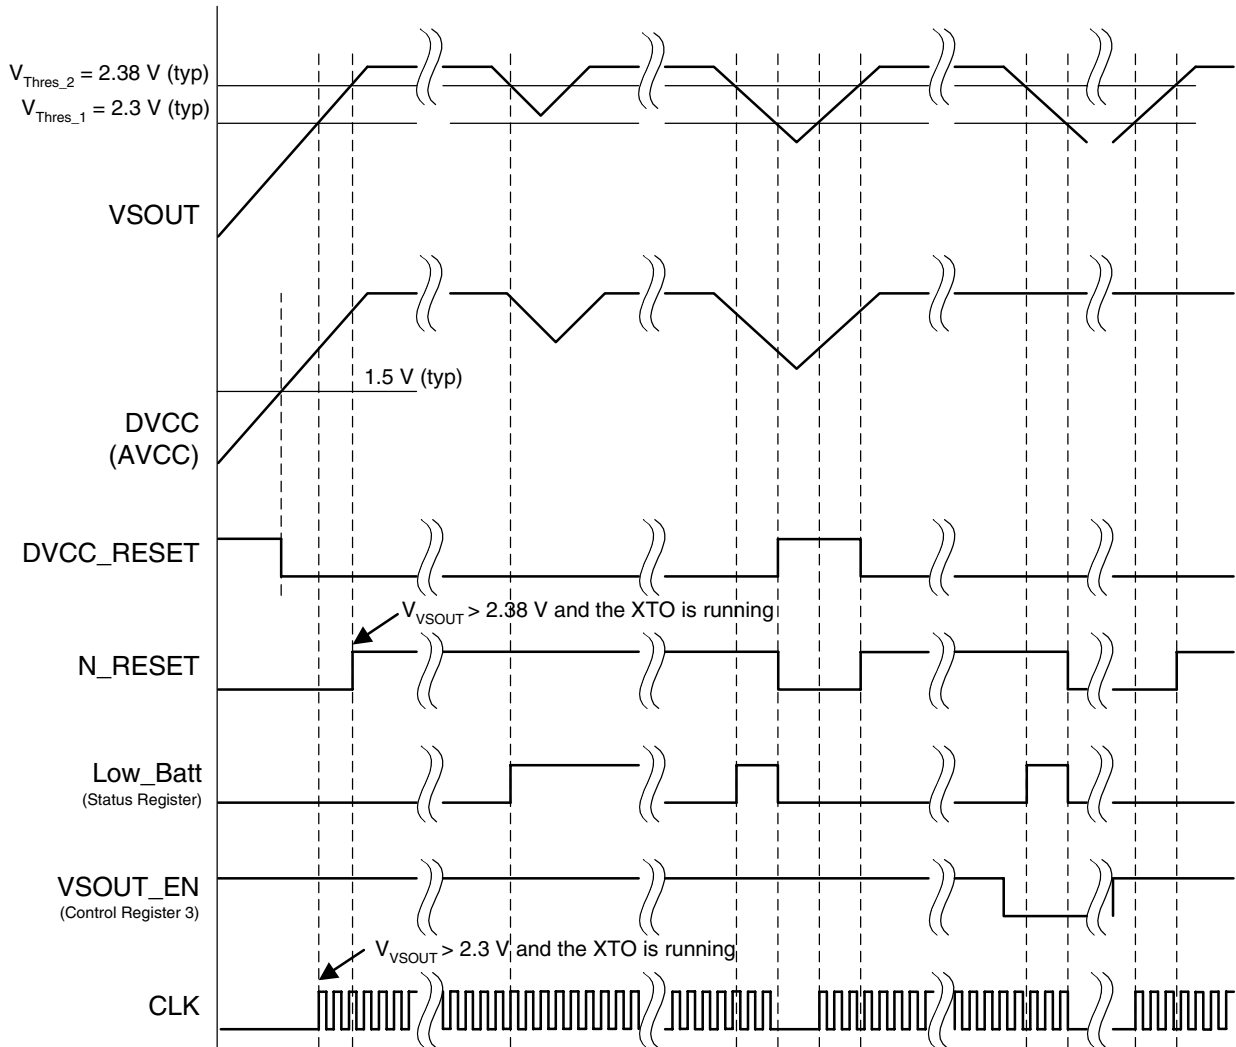 V_Thres_2 = 2.38 V (typ)
V_Thres_1 = 2.3 V (typ)
VSOUT
1.5 V (typ)
DVCC
(AVCC)
DVCC_RESET
V_VSOUT > 2.38 V and the XTO is running
N_RESET
Low_Batt
(Status Register)
VSOUT_EN
(Control Register 3)
V_VSOUT > 2.3 V and the XTO is running
CLK